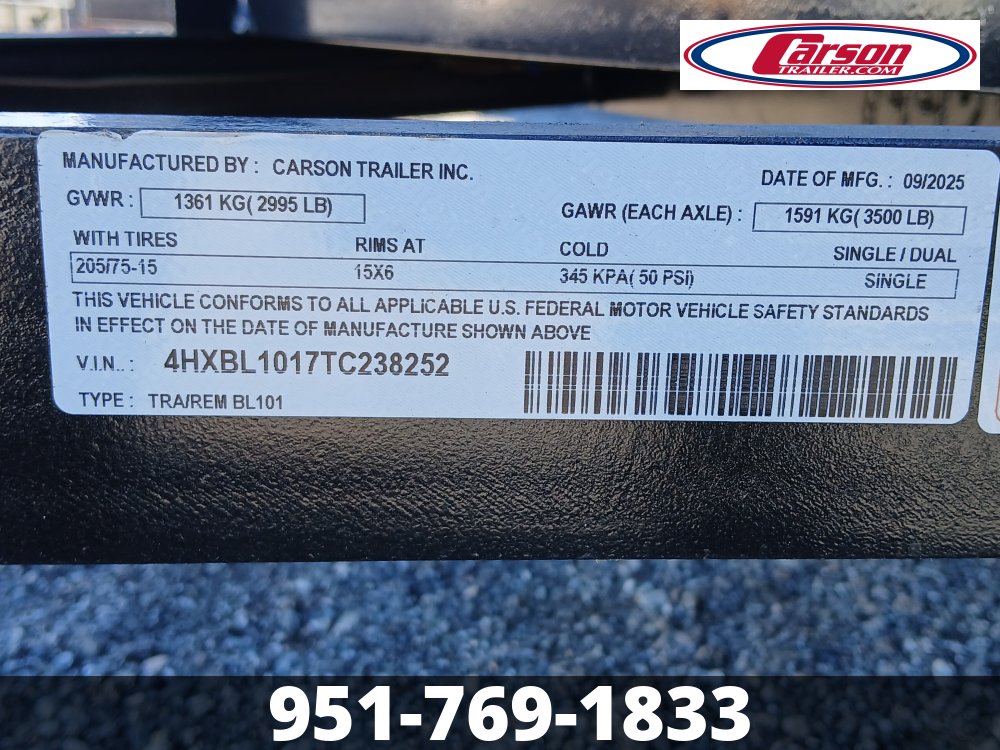 Carson
TRAILER.COM
MANUFACTURED BY : CARSON TRAILER INC.
DATE OF MFG. : 09/2025
GVWR : 1361 KG( 2995 LB)
GAWR (EACH AXLE) : 1591 KG( 3500 LB)
WITH TIRES RIMS AT COLD SINGLE / DUAL
205/75-15 15X6 345 KPA( 50 PSI) SINGLE
THIS VEHICLE CONFORMS TO ALL APPLICABLE U.S. FEDERAL MOTOR VEHICLE SAFETY STANDARDS
IN EFFECT ON THE DATE OF MANUFACTURE SHOWN ABOVE
V.I.N.. : 4HXBL1017TC238252
TYPE : TRA/REM BL101
951-769-1833